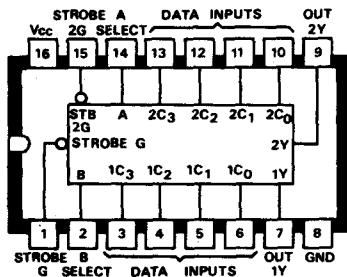 STROBE A DATA INPUTS OUT
Vcc 2G SELECT 2Y
16 15 14 13 12 11 10 9
STB A 2C3 2C2 2C1 2C0
2G
STROBE G 2Y
B 1C3 1C2 1C1 1C0 1Y
1 2 3 4 5 6 7 8
STROBE B OUT GND
G SELECT DATA INPUTS 1Y